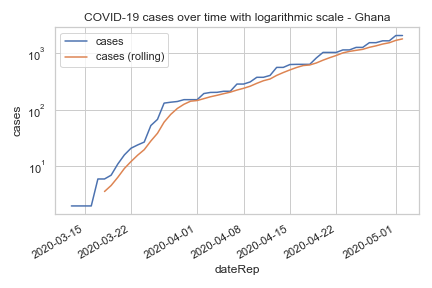 COVID-19 cases over time with logarithmic scale - Ghana
cases
cases (rolling)
10³
10²
10¹
cases
2020-03-15
2020-03-22
2020-04-01
2020-04-08
2020-04-15
2020-04-22
2020-05-01
dateRep